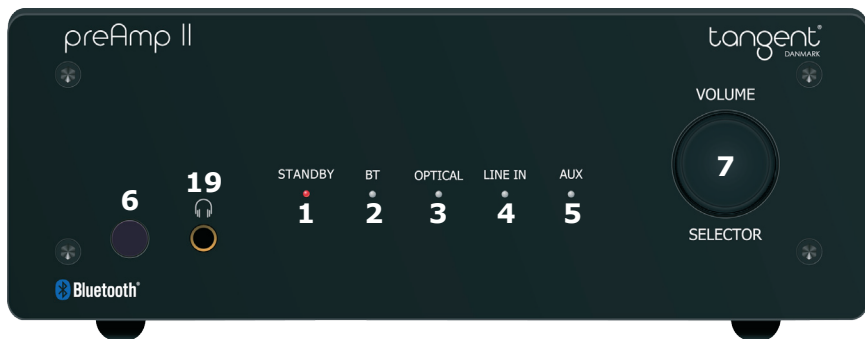 preAmp II
tangent®
DANMARK
VOLUME
STANDBY BT OPTICAL LINE IN AUX
7
19
6
1 2 3 4 5
SELECTOR
Bluetooth®